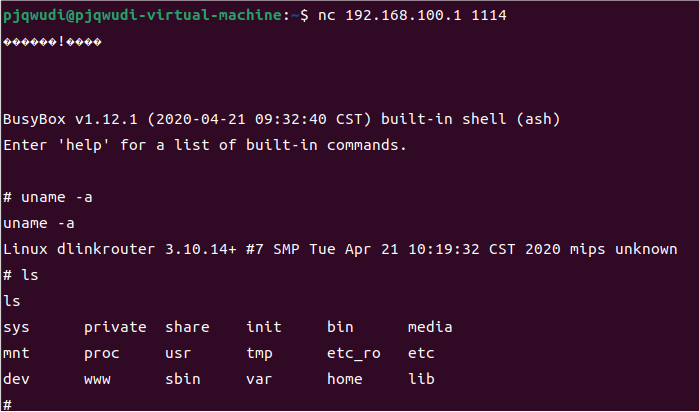 pjqwudi@pjqwudi-virtual-machine:~$ nc 192.168.100.1 1114
������!����
BusyBox v1.12.1 (2020-04-21 09:32:40 CST) built-in shell (ash)
Enter 'help' for a list of built-in commands.
# uname -a
uname -a
Linux dlinkrouter 3.10.14+ #7 SMP Tue Apr 21 10:19:32 CST 2020 mips unknown
# ls
ls
sys private share init bin media
mnt proc usr tmp etc_ro etc
dev www sbin var home lib
#